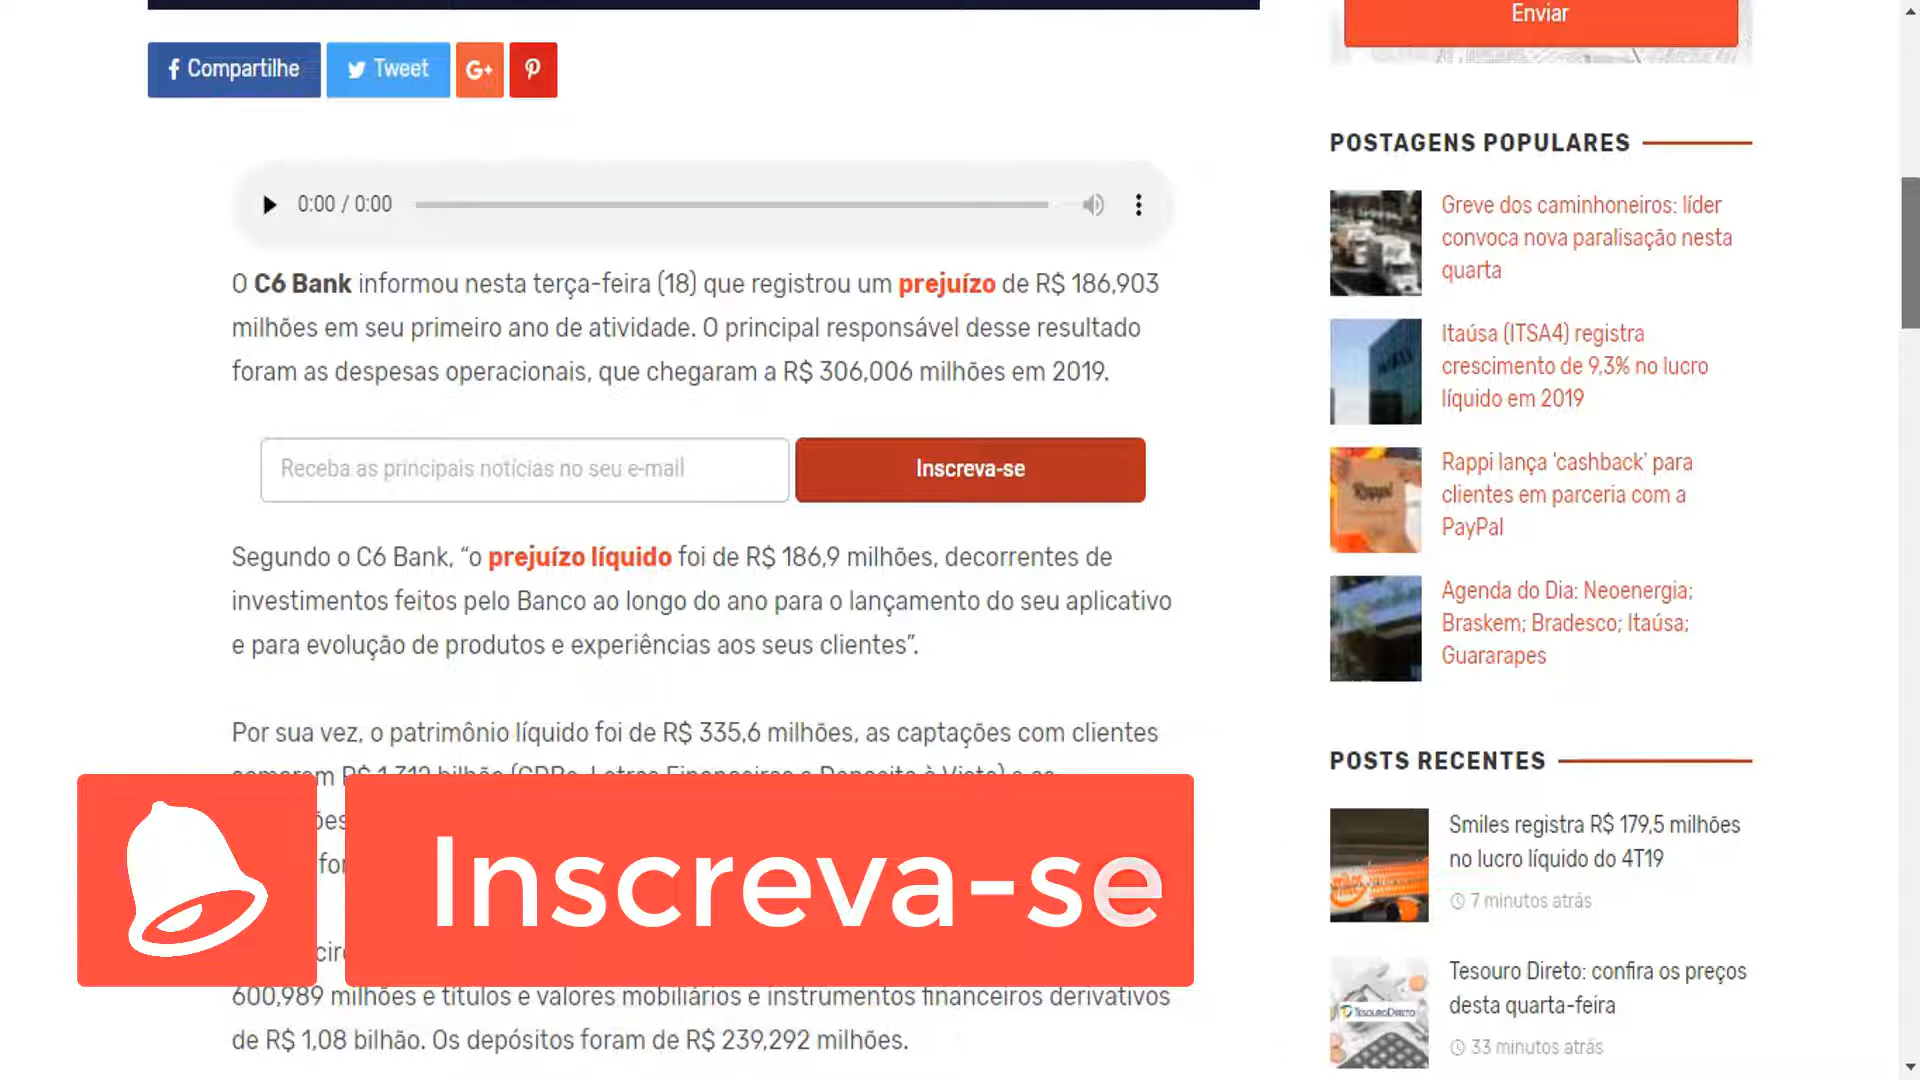 Enviar
Compartilhe
Tweet
G+
0:00 / 0:00
O C6 Bank informou nesta terça-feira (18) que registrou um prejuízo de R$ 186,903
milhões em seu primeiro ano de atividade. O principal responsável desse resultado
foram as despesas operacionais, que chegaram a R$ 306,006 milhões em 2019.
Receba as principais notícias no seu e-mail
Inscreva-se
Segundo o C6 Bank, “o prejuízo líquido foi de R$ 186,9 milhões, decorrentes de
investimentos feitos pelo Banco ao longo do ano para o lançamento do seu aplicativo
e para evolução de produtos e experiências aos seus clientes”.
Por sua vez, o patrimônio líquido foi de R$ 335,6 milhões, as captações com clientes
Inscreva-se
600,989 milhões e títulos e valores mobiliários e instrumentos financeiros derivativos
de R$ 1,08 bilhão. Os depósitos foram de R$ 239,292 milhões.
POSTAGENS POPULARES
Greve dos caminhoneiros: líder
convoca nova paralisação nesta
quarta
Itaúsa (ITSA4) registra
crescimento de 9,3% no lucro
líquido em 2019
Rappi
Rappi lança 'cashback' para
clientes em parceria com a
PayPal
Agenda do Dia: Neoenergia;
Braskem; Bradesco; Itaúsa;
Guararapes
POSTS RECENTES
Smiles registra R$ 179,5 milhões
no lucro líquido do 4T19
7 minutos atrás
TESOURO DIRETO
Tesouro Direto: confira os preços
desta quarta-feira
33 minutos atrás